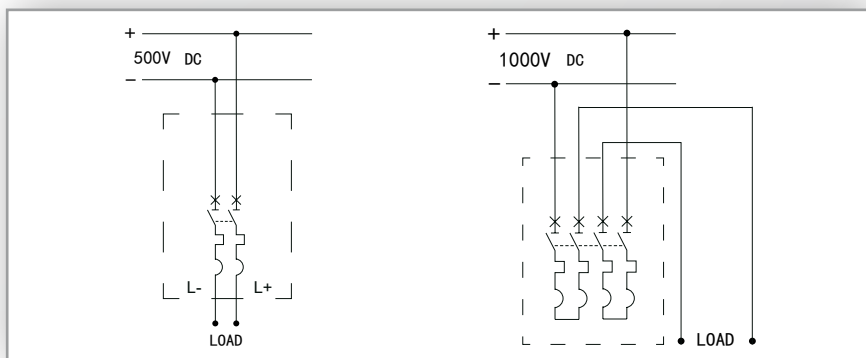 +
500V DC
−
L- L+
LOAD
+
1000V DC
−
LOAD